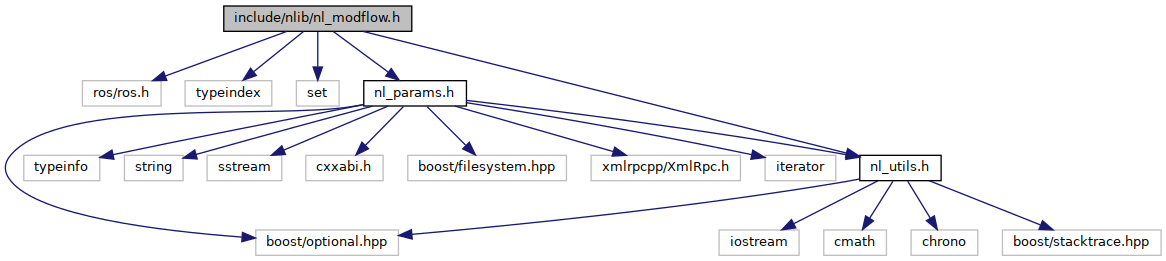 include/nlib/nl_modflow.h
ros/ros.h
typeindex
set
nl_params.h
typeinfo
string
sstream
cxxabi.h
boost/filesystem.hpp
xmlrpcpp/XmlRpc.h
iterator
nl_utils.h
boost/optional.hpp
iostream
cmath
chrono
boost/stacktrace.hpp